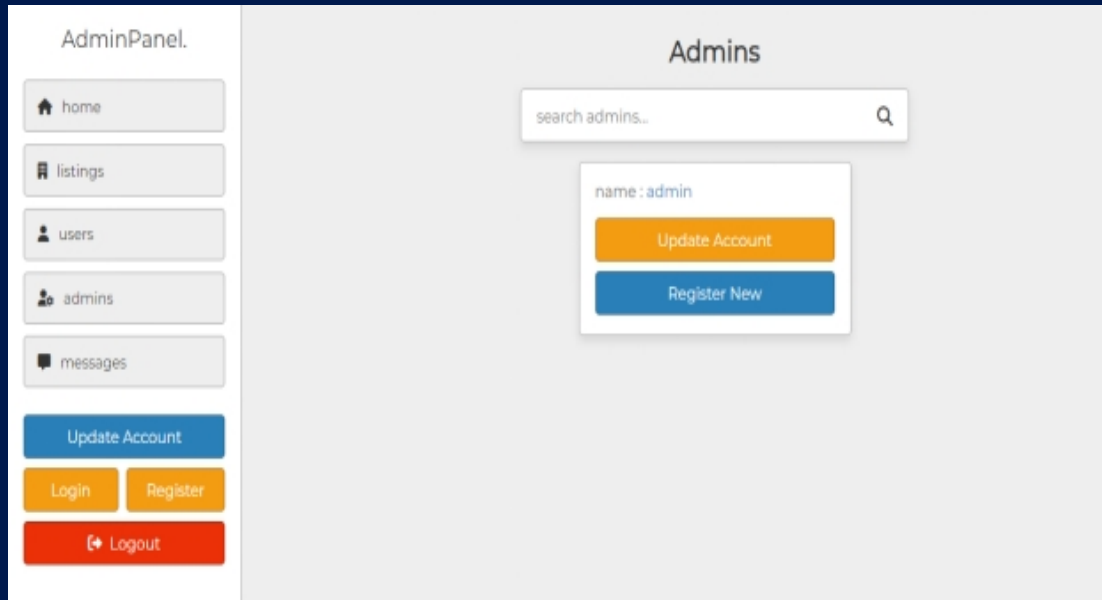 AdminPanel.
home
listings
users
admins
messages
Update Account
Login Register
Logout
Admins
search admins...
name : admin
Update Account
Register New